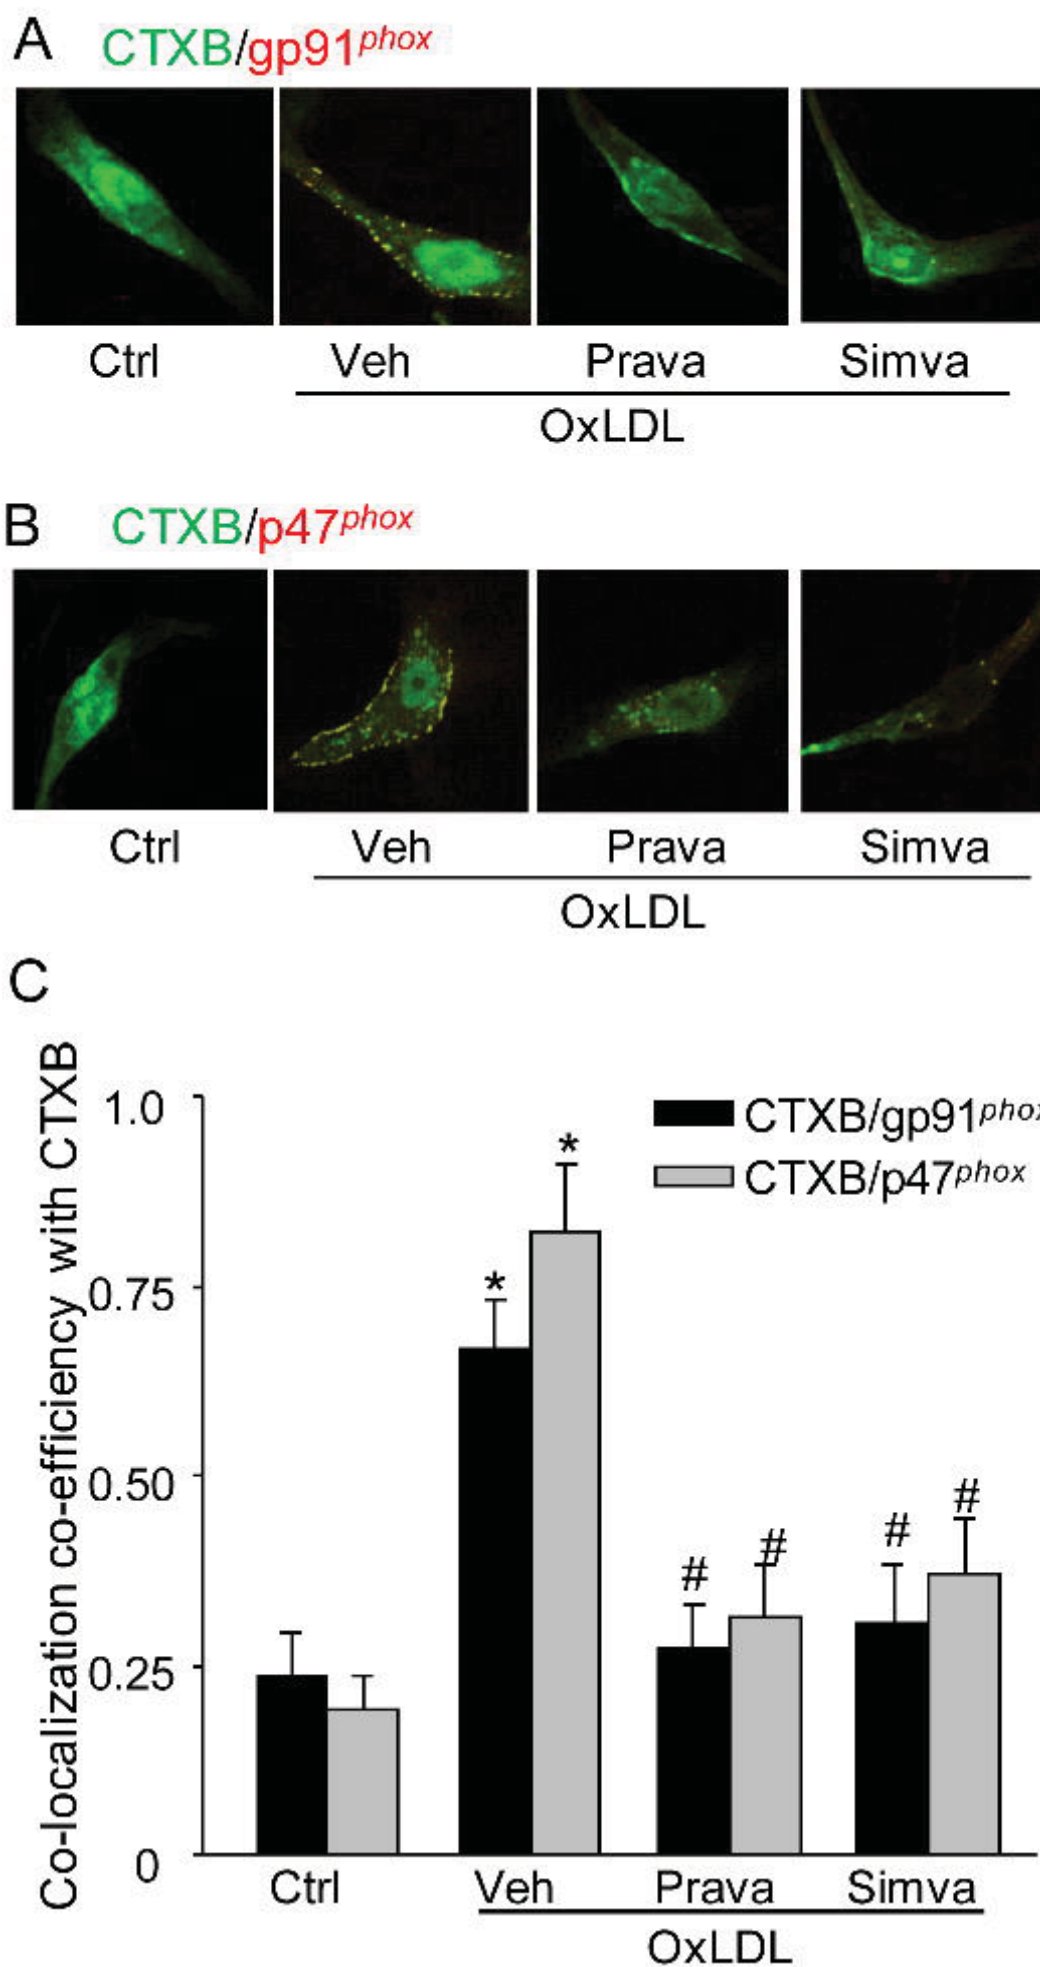 A CTXB/gp91phox
Ctrl Veh Prava Simva
OxLDL
B CTXB/p47phox
Ctrl Veh Prava Simva
OxLDL
C
Co-localization co-efficiency with CTXB
1.0
0.75
0.50
0.25
0
CTXB/gp91phox
CTXB/p47phox
* *
# # # #
Ctrl Veh Prava Simva
OxLDL